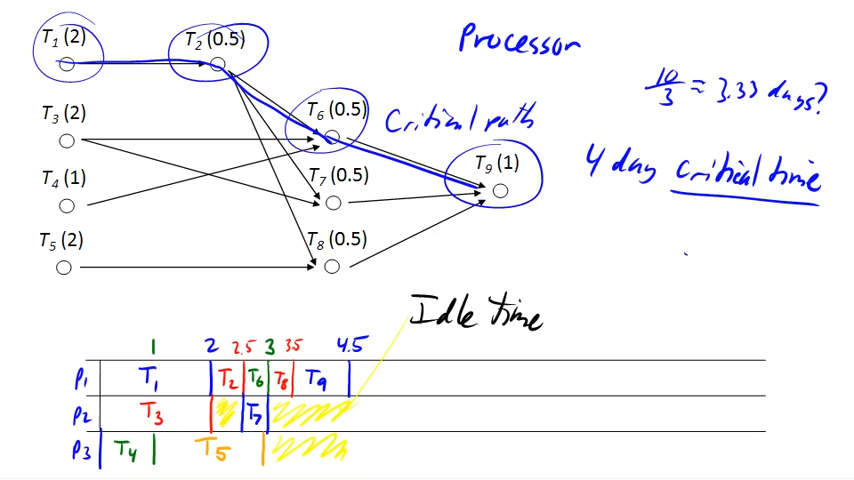 T1 (2)
T2 (0.5)
Processor
10/3 ≈ 3.33 days?
T3 (2)
T6 (0.5)
Critical path
T4 (1)
T7 (0.5)
T9 (1)
4 day critical time
T5 (2)
T8 (0.5)
Idle time
1 2 2.5 3 3.5 4.5
P1 T1 T2 T6 T8 T9
P2 T3 T7
P3 T4 T5